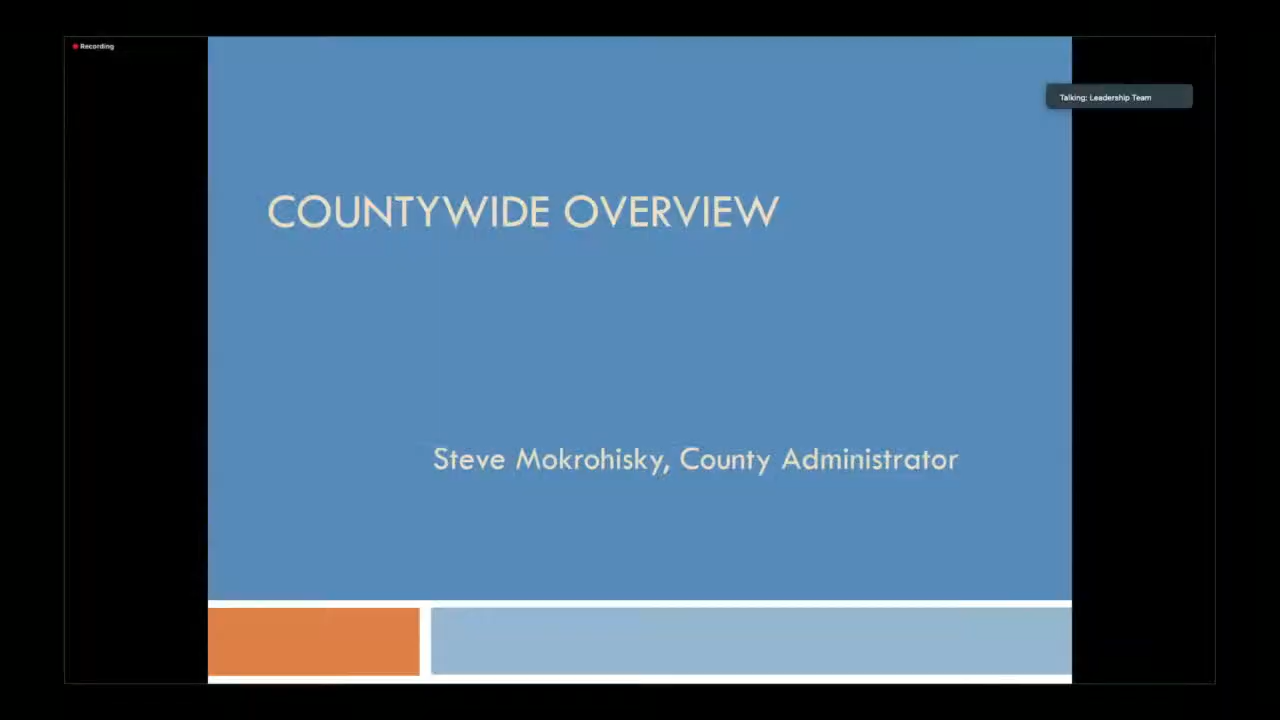 Recording
Talking: Leadership Team
COUNTYWIDE OVERVIEW
Steve Mokrohisky, County Administrator